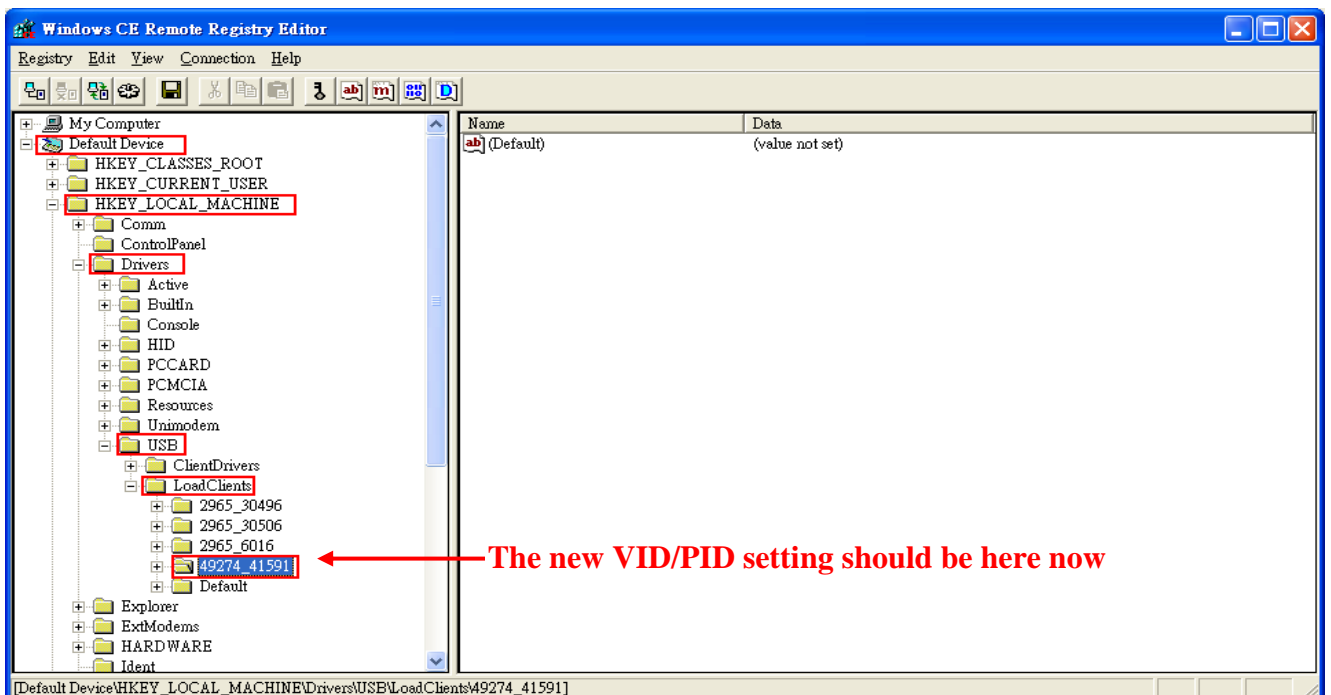 Windows CE Remote Registry Editor
Registry Edit View Connection Help
My Computer
Default Device
HKEY_CLASSES_ROOT
HKEY_CURRENT_USER
HKEY_LOCAL_MACHINE
Comm
ControlPanel
Drivers
Active
BuiltIn
Console
HID
PCCARD
PCMCIA
Resources
Unimodem
USB
ClientDrivers
LoadClients
2965_30496
2965_30506
2965_6016
49274_41591
Default
Explorer
ExtModems
HARDWARE
Ident
Name Data
ab (Default) (value not set)
The new VID/PID setting should be here now
[Default Device\HKEY_LOCAL_MACHINE\Drivers\USB\LoadClients\49274_41591]